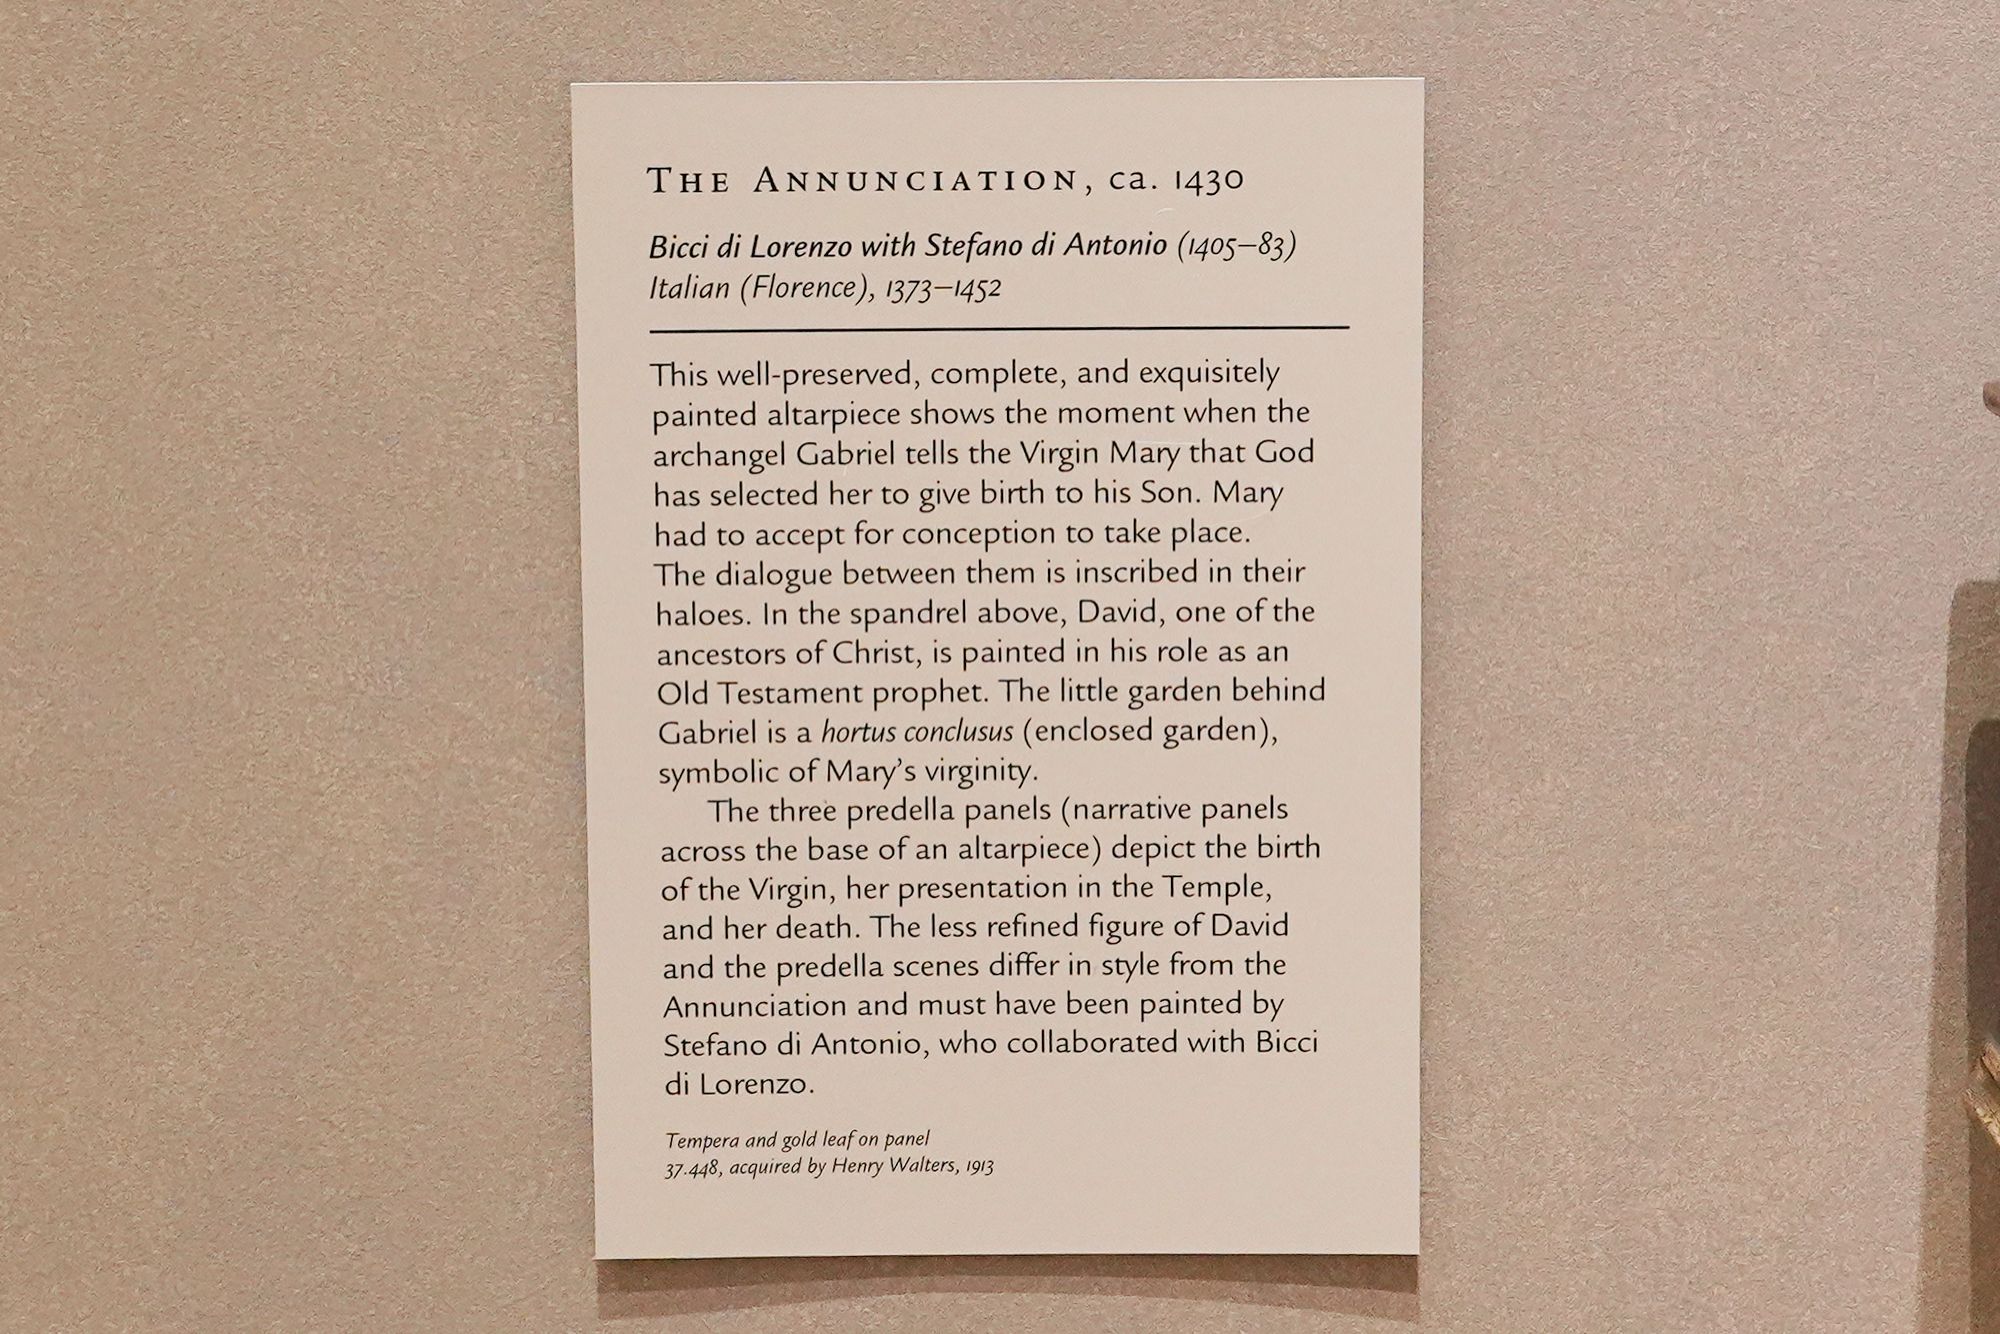 THE ANNUNCIATION, ca. 1430
Bicci di Lorenzo with Stefano di Antonio (1405–83)
Italian (Florence), 1373–1452
This well-preserved, complete, and exquisitely
painted altarpiece shows the moment when the
archangel Gabriel tells the Virgin Mary that God
has selected her to give birth to his Son. Mary
had to accept for conception to take place.
The dialogue between them is inscribed in their
haloes. In the spandrel above, David, one of the
ancestors of Christ, is painted in his role as an
Old Testament prophet. The little garden behind
Gabriel is a hortus conclusus (enclosed garden),
symbolic of Mary’s virginity.
The three predella panels (narrative panels
across the base of an altarpiece) depict the birth
of the Virgin, her presentation in the Temple,
and her death. The less refined figure of David
and the predella scenes differ in style from the
Annunciation and must have been painted by
Stefano di Antonio, who collaborated with Bicci
di Lorenzo.
Tempera and gold leaf on panel
37.448, acquired by Henry Walters, 1913